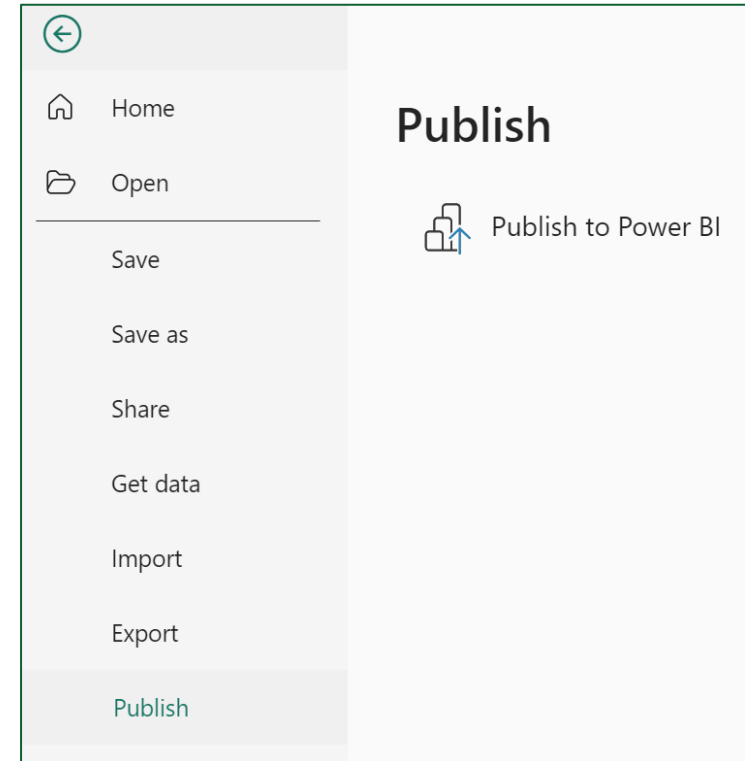 Home
Open
Save
Save as
Share
Get data
Import
Export
Publish
Publish
Publish to Power BI